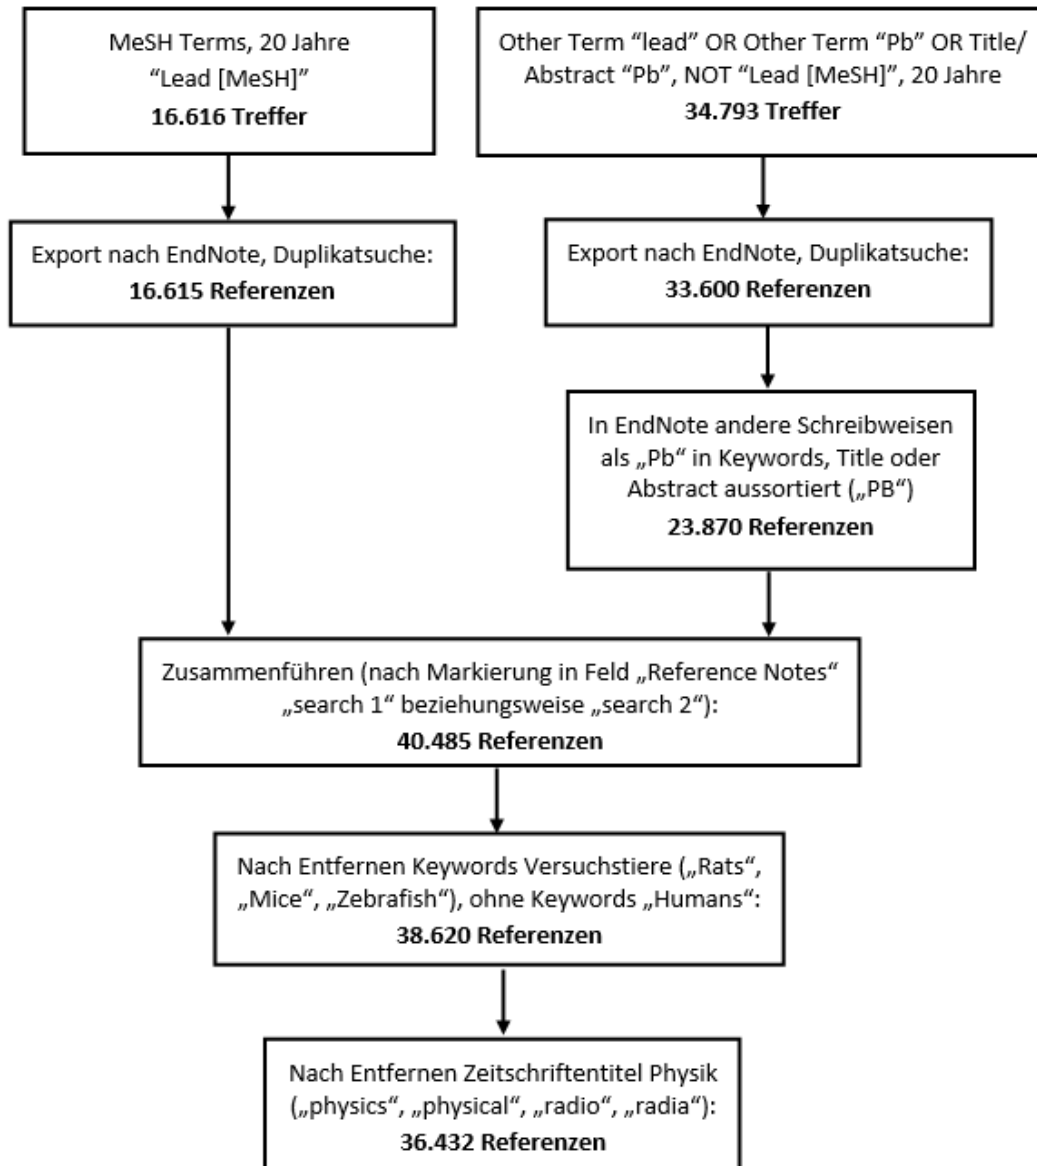 MeSH Terms, 20 Jahre
“Lead [MeSH]”
16.616 Treffer
Other Term “lead” OR Other Term “Pb” OR Title/
Abstract “Pb”, NOT “Lead [MeSH]”, 20 Jahre
34.793 Treffer
Export nach EndNote, Duplikatsuche:
16.615 Referenzen
Export nach EndNote, Duplikatsuche:
33.600 Referenzen
In EndNote andere Schreibweisen
als „Pb“ in Keywords, Title oder
Abstract aussortiert („PB“)
23.870 Referenzen
Zusammenführen (nach Markierung in Feld „Reference Notes“
„search 1“ beziehungsweise „search 2“):
40.485 Referenzen
Nach Entfernen Keywords Versuchstiere („Rats“,
„Mice“, „Zebrafish“), ohne Keywords „Humans“:
38.620 Referenzen
Nach Entfernen Zeitschriftentitel Physik
(„physics“, „physical“, „radio“, „radia“):
36.432 Referenzen